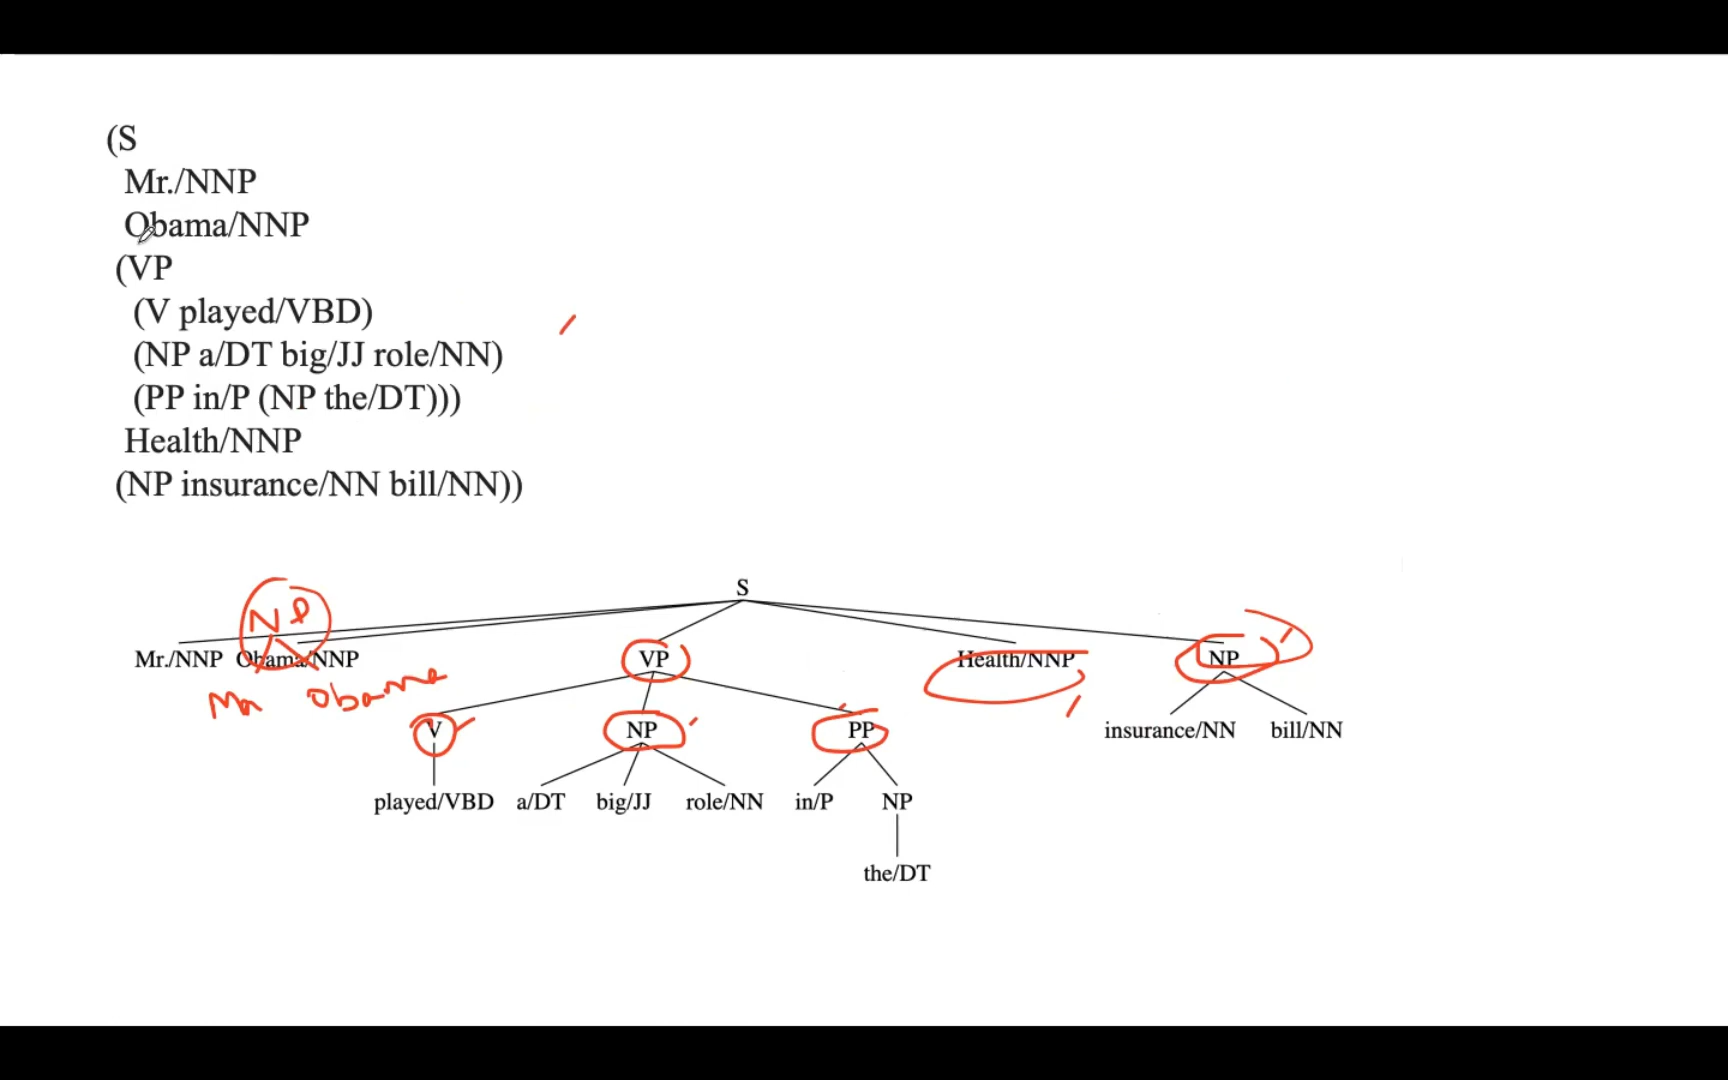 (S
Mr./NNP
Obama/NNP
(VP
(V played/VBD)
(NP a/DT big/JJ role/NN)
(PP in/P (NP the/DT)))
Health/NNP
(NP insurance/NN bill/NN))
S
NP
Mr./NNP Obama/NNP VP Health/NNP NP
Mr Obama
V NP PP insurance/NN bill/NN
played/VBD a/DT big/JJ role/NN in/P NP
the/DT